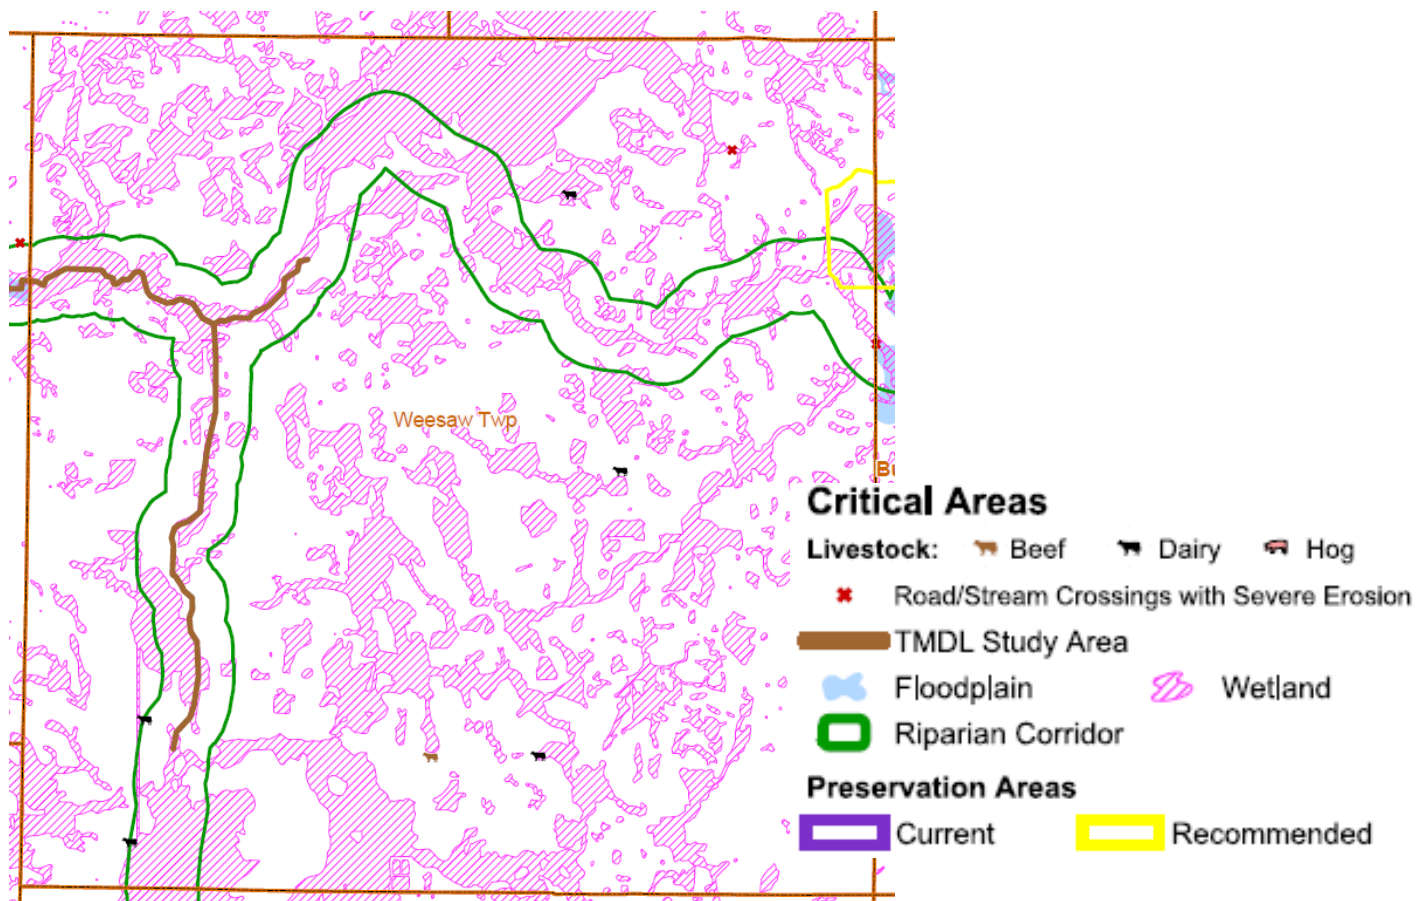 Weesaw Twp
Bu
Critical Areas
Livestock: Beef Dairy Hog
Road/Stream Crossings with Severe Erosion
TMDL Study Area
Floodplain Wetland
Riparian Corridor
Preservation Areas
Current Recommended